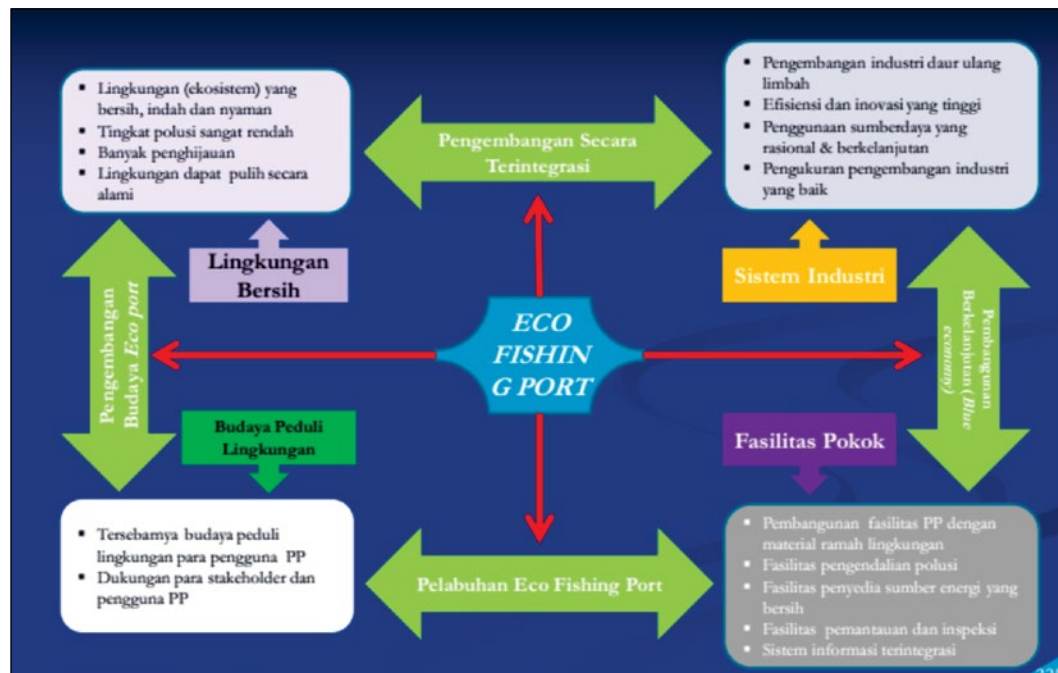 ▪ Lingkungan (ekosistem) yang
bersih, indah dan nyaman
▪ Tingkat polusi sangat rendah
▪ Banyak penghijauan
▪ Lingkungan dapat pulih secara
alami
Pengembangan Secara
Terintegrasi
▪ Pengembangan industri daur ulang
limbah
▪ Efisiensi dan inovasi yang tinggi
▪ Penggunaan sumberdaya yang
rasional & berkelanjutan
▪ Pengukuran pengembangan industri
yang baik
Lingkungan
Bersih
Sistem Industri
Pengembangan
Budaya Eco port
ECO
FISHIN
G PORT
Pembangunan
Berkelanjutan (Blue
economy)
Budaya Peduli
Lingkungan
Fasilitas Pokok
▪ Tersebarnya budaya peduli
lingkungan para pengguna PP
▪ Dukungan para stakeholder dan
pengguna PP
Pelabuhan Eco Fishing Port
▪ Pembangunan fasilitas PP dengan
material ramah lingkungan
▪ Fasilitas pengendalian polusi
▪ Fasilitas penyedia sumber energi yang
bersih
▪ Fasilitas pemantauan dan inspeksi
▪ Sistem informasi terintegrasi